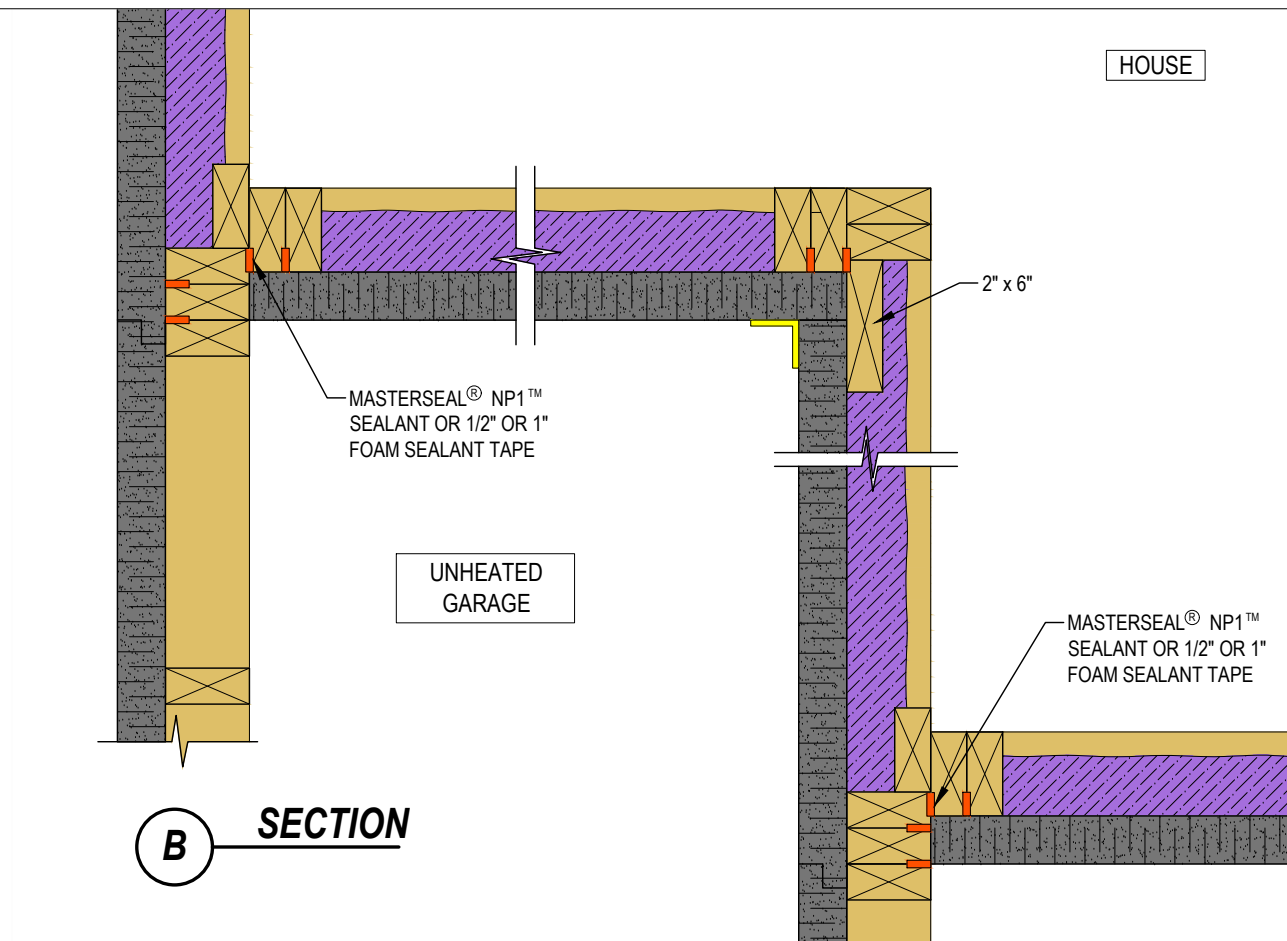 HOUSE
2" x 6"
MASTERSEAL® NP1™
SEALANT OR 1/2" OR 1"
FOAM SEALANT TAPE
UNHEATED
GARAGE
MASTERSEAL® NP1™
SEALANT OR 1/2" OR 1"
FOAM SEALANT TAPE
B SECTION